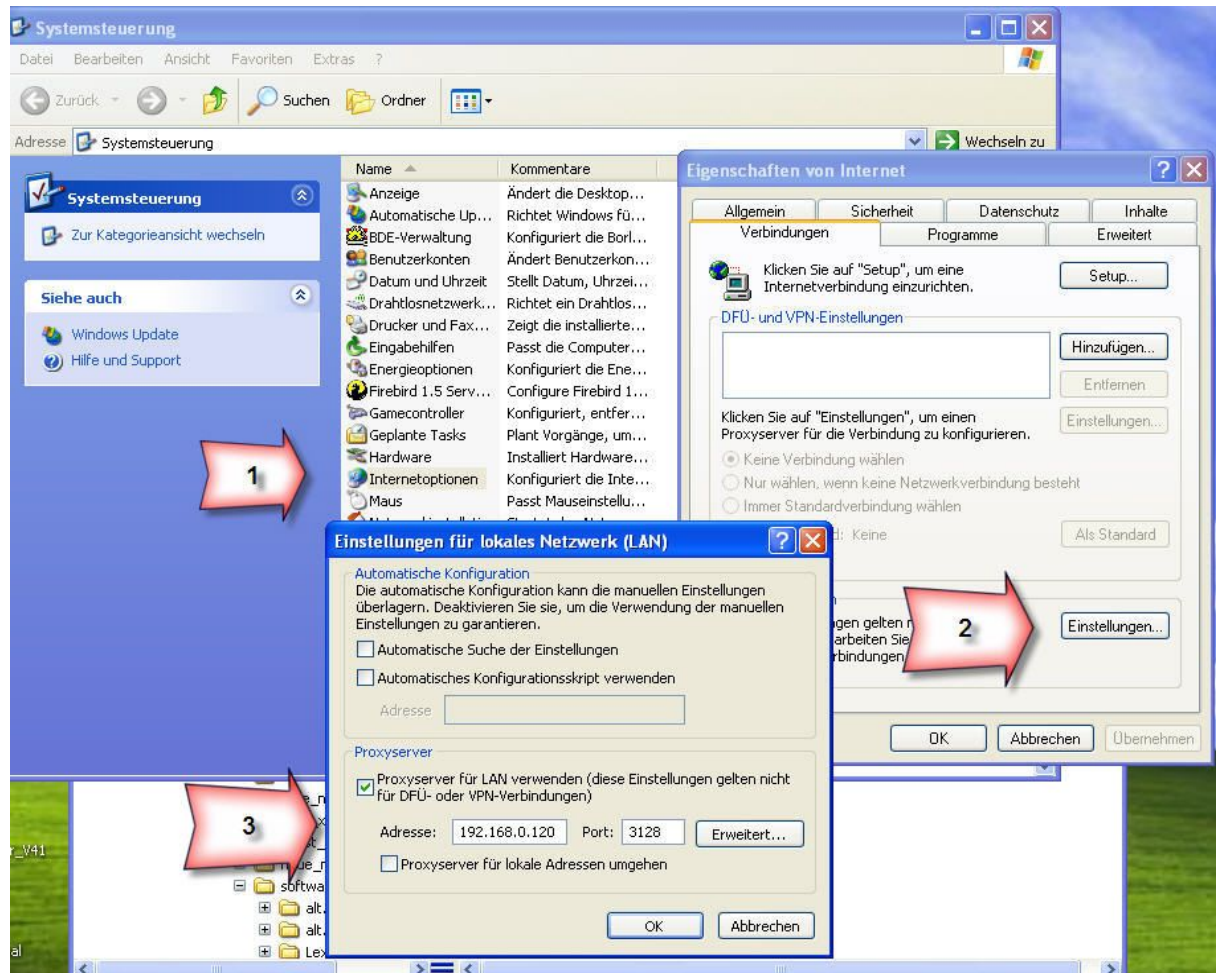 Systemsteuerung
Datei Bearbeiten Ansicht Favoriten Extras ?
Zurück Suchen Ordner
Adresse Systemsteuerung Wechseln zu
Systemsteuerung
Zur Kategorieansicht wechseln
Siehe auch
Windows Update
Hilfe und Support
Name Kommentare
Anzeige Ändert die Desktop...
Automatische Up... Richtet Windows fü...
BDE-Verwaltung Konfiguriert die Borl...
Benutzerkonten Ändert Benutzerkon...
Datum und Uhrzeit Stellt Datum, Uhrzei...
Drahtlosnetzwerk... Richtet ein Drahtlos...
Drucker und Fax... Zeigt die installierte...
Eingabehilfen Passt die Computer...
Energieoptionen Konfiguriert die Ene...
Firebird 1.5 Serv... Configure Firebird 1...
Gamecontroller Konfiguriert, entfer...
Geplante Tasks Plant Vorgänge, um...
Hardware Installiert Hardware...
1
Internetoptionen Konfiguriert die Inte...
Maus Passt Mauseinstellu...
Eigenschaften von Internet
Allgemein Sicherheit Datenschutz Inhalte
Verbindungen Programme Erweitert
Klicken Sie auf "Setup", um eine
Internetverbindung einzurichten.
Setup...
DFÜ- und VPN-Einstellungen
Hinzufügen...
Entfernen
Klicken Sie auf "Einstellungen", um einen
Proxyserver für die Verbindung zu konfigurieren.
Einstellungen...
Keine Verbindung wählen
Nur wählen, wenn keine Netzwerkverbindung besteht
Immer Standardverbindung wählen
Keine
Als Standard
gen gelten
arbeiten Sie
rbindungen
2
Einstellungen...
OK Abbrechen Übernehmen
Einstellungen für lokales Netzwerk (LAN)
Automatische Konfiguration
Die automatische Konfiguration kann die manuellen Einstellungen
überlagern. Deaktivieren Sie sie, um die Verwendung der manuellen
Einstellungen zu garantieren.
Automatische Suche der Einstellungen
Automatisches Konfigurationsskript verwenden
Adresse
Proxyserver
Proxyserver für LAN verwenden (diese Einstellungen gelten nicht
für DFÜ- oder VPN-Verbindungen)
3
Adresse: 192.168.0.120 Port: 3128 Erweitert...
Proxyserver für lokale Adressen umgehen
OK Abbrechen
r_V41
softwa
alt.
alt.
Lex
al